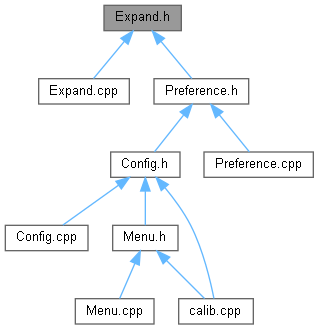 Expand.h
Expand.cpp
Preference.h
Config.h
Preference.cpp
Config.cpp
Menu.h
Menu.cpp
calib.cpp